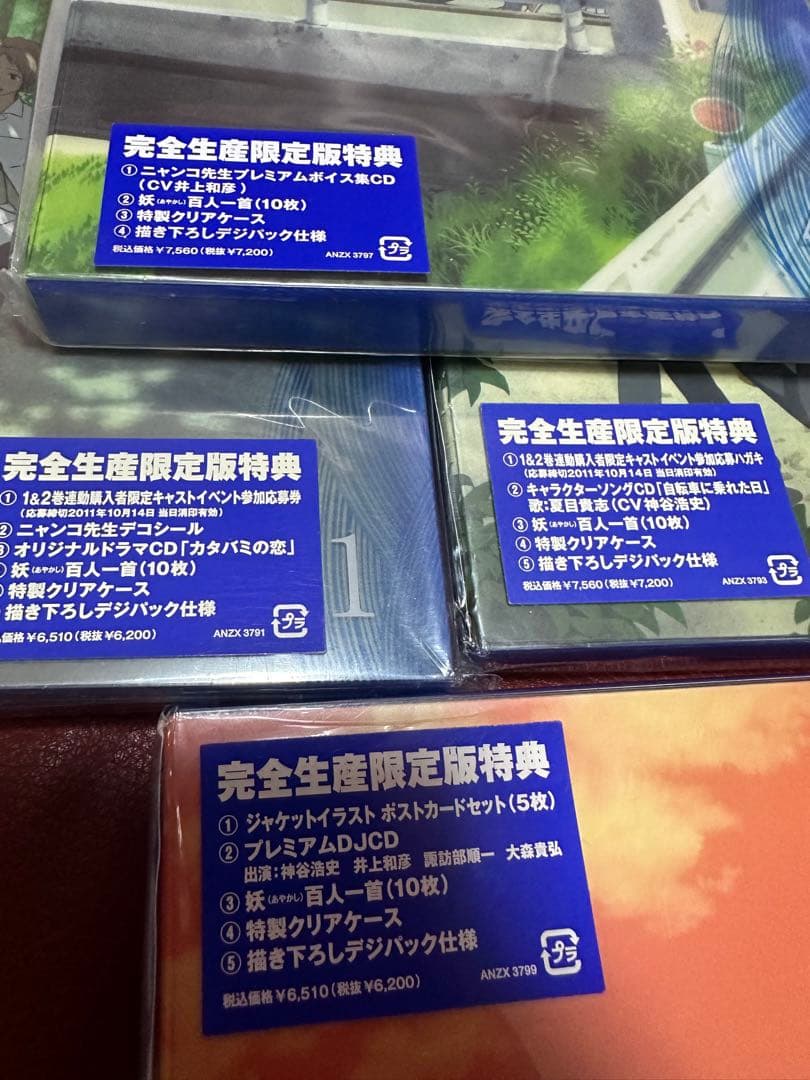 完全生産限定版特典
① ニャンコ先生プレミアムボイス集CD
(CV井上和彦)
② 妖(あやかし)百人一首(10枚)
③ 特製クリアケース
④ 描き下ろしデジパック仕様
税込価格¥7,560(税抜¥7,200)
ANZX 3797
プラ
完全生産限定版特典
① 1&2巻連動購入者限定キャストイベント参加応募券
(応募締切2011年10月14日 当日消印有効)
② ニャンコ先生デコシール
オリジナルドラマCD「カタバミの恋」
妖(あやかし)百人一首(10枚)
特製クリアケース
描き下ろしデジパック仕様
価格¥6,510(税抜¥6,200)
ANZX 3791
プラ
1
完全生産限定版特典
① 1&2巻連動購入者限定キャストイベント参加応募ハガキ
(応募締切2011年10月14日 当日消印有効)
② キャラクターソングCD「自転車に乗れた日」
歌:夏目貴志(CV神谷浩史)
③ 妖(あやかし)百人一首(10枚)
④ 特製クリアケース
⑤ 描き下ろしデジパック仕様
税込価格¥7,560(税抜¥7,200)
ANZX 3793
プラ
完全生産限定版特典
① ジャケットイラスト ポストカードセット(5枚)
② プレミアムDJCD
出演:神谷浩史 井上和彦 諏訪部順一 大森貴弘
③ 妖(あやかし)百人一首(10枚)
④ 特製クリアケース
⑤ 描き下ろしデジパック仕様
税込価格¥6,510(税抜¥6,200)
ANZX 3799
プラ